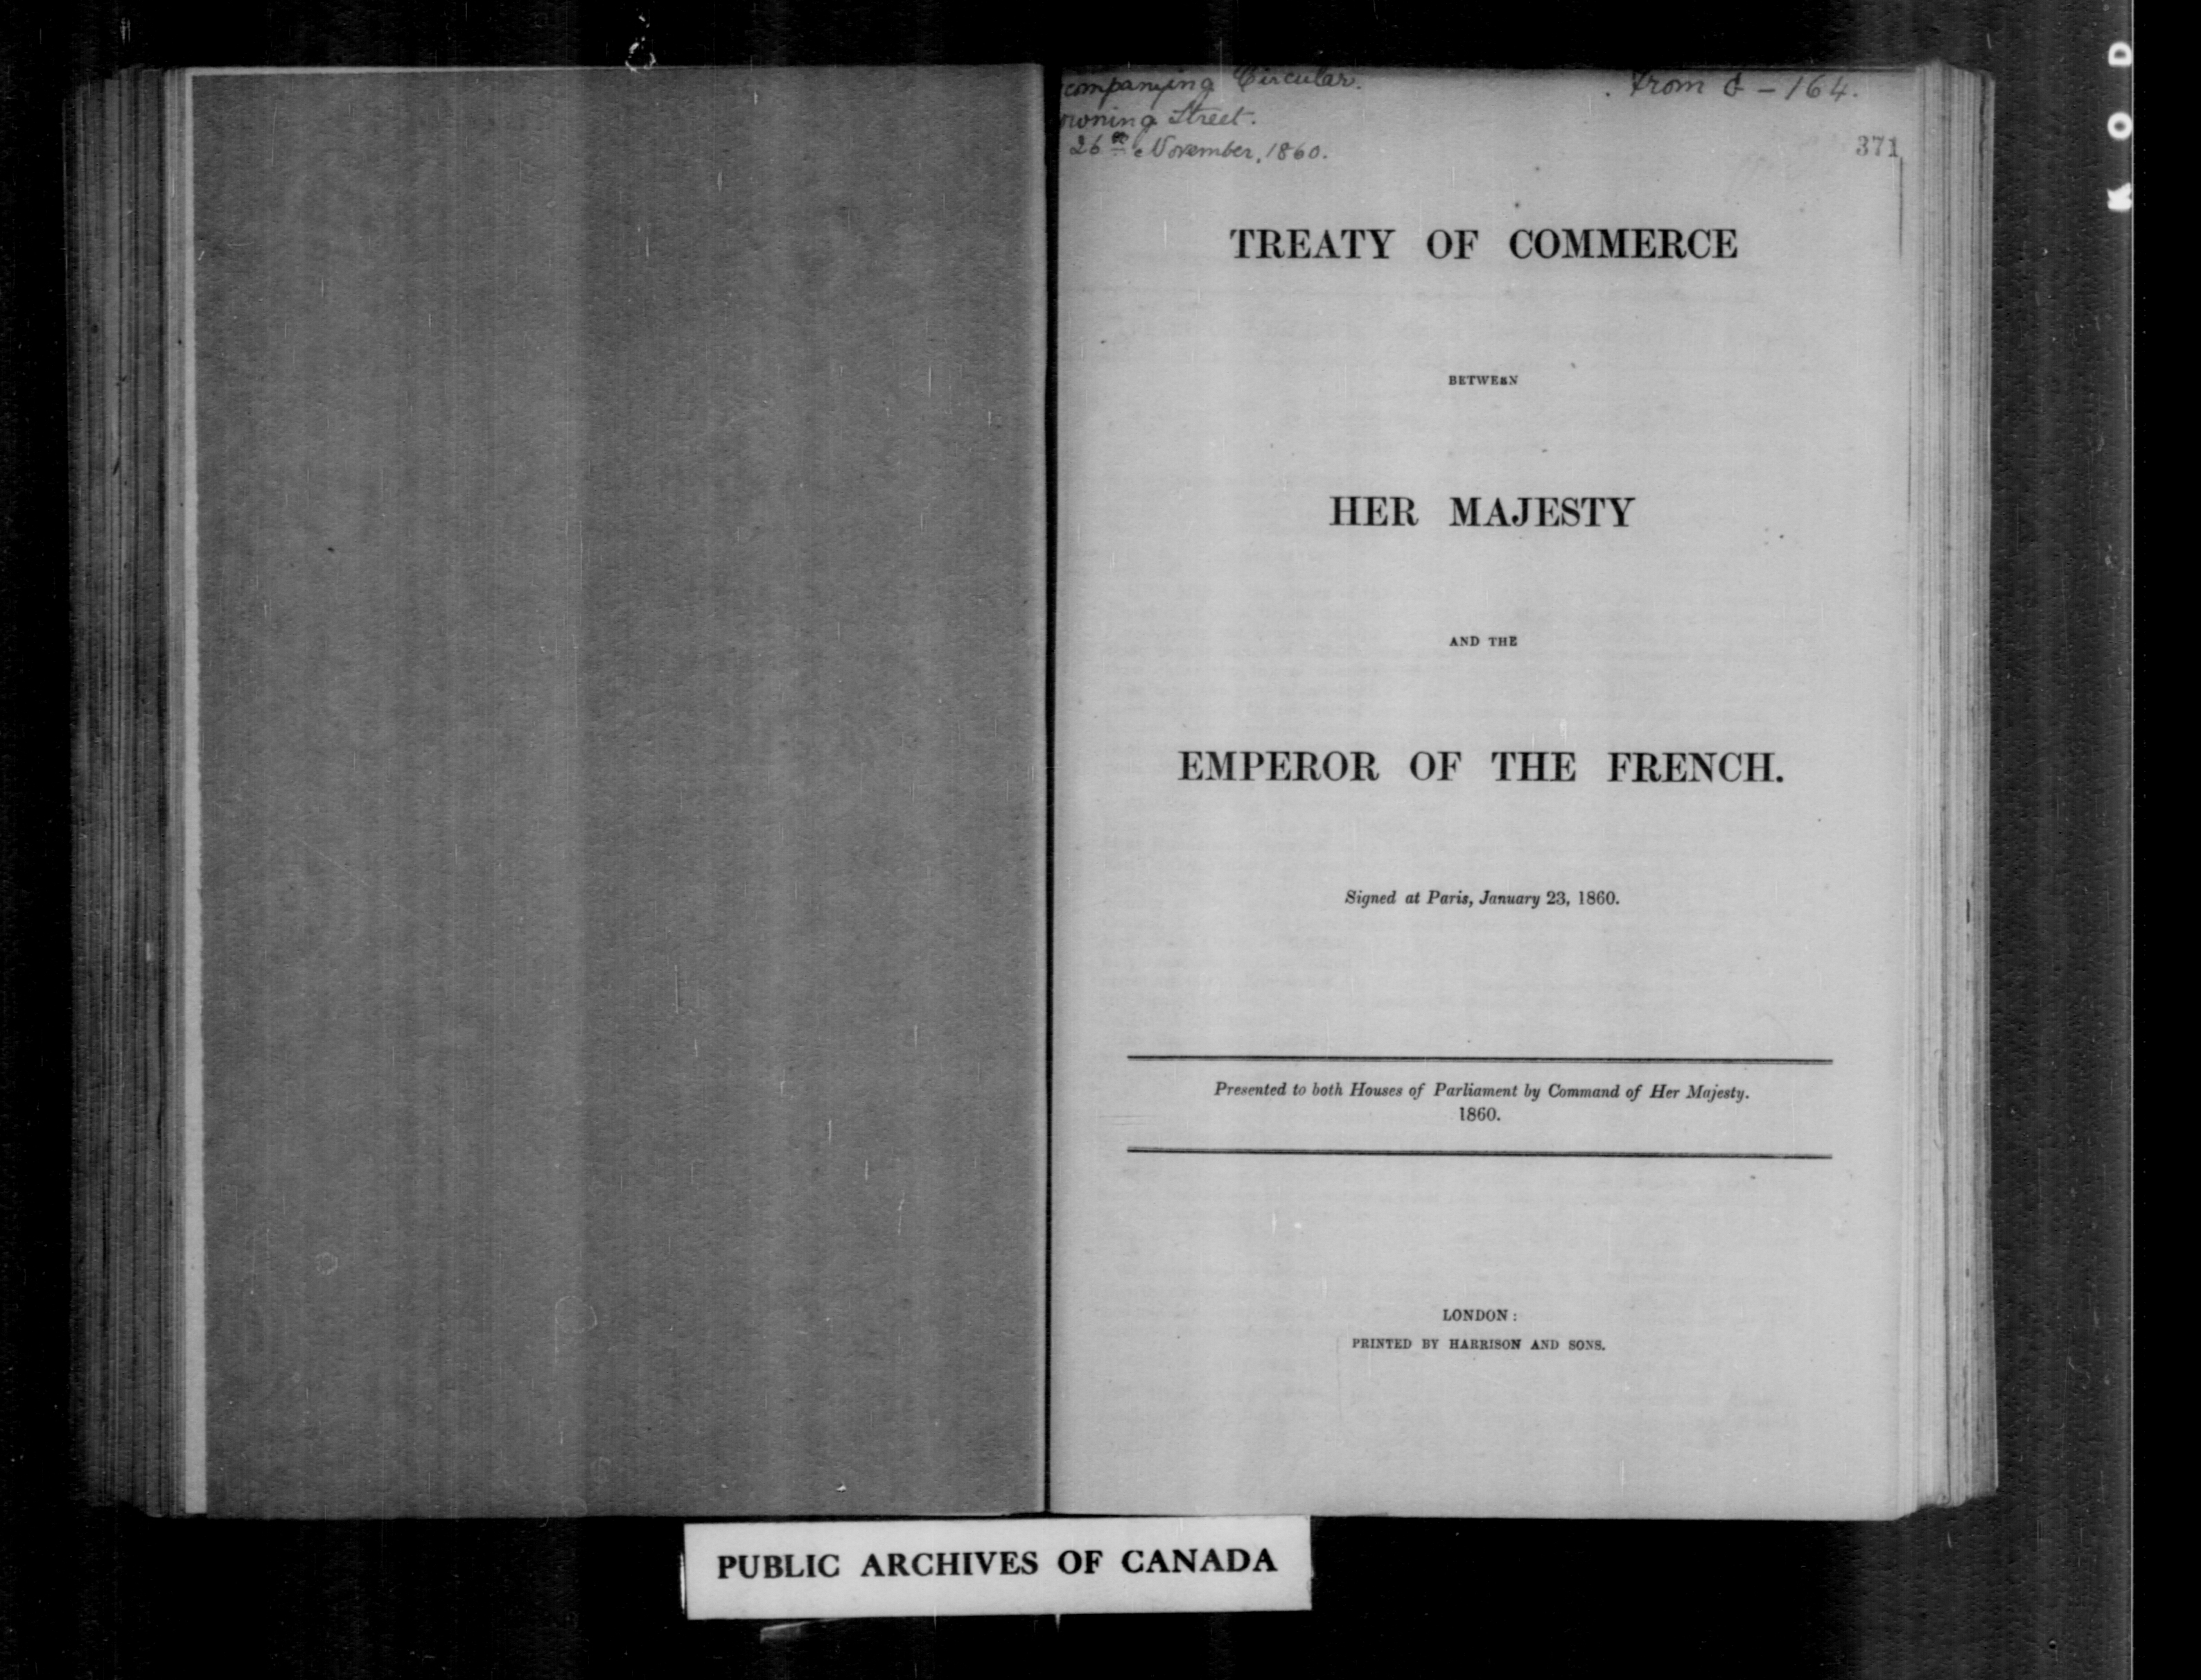 companying Circular.
owning Street.
26th November, 1860.
From G - 164.
371
TREATY OF COMMERCE
BETWEEN
HER MAJESTY
AND THE
EMPEROR OF THE FRENCH.
Signed at Paris, January 23, 1860.
Presented to both Houses of Parliament by Command of Her Majesty.
1860.
LONDON:
PRINTED BY HARRISON AND SONS.
PUBLIC ARCHIVES OF CANADA
K O D